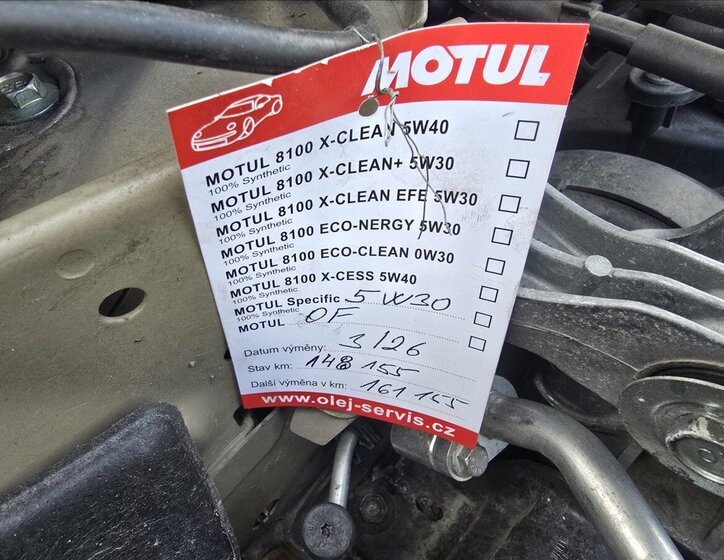 MOTUL
MOTUL 8100 X-CLEAN 5W40
100% Synthetic
MOTUL 8100 X-CLEAN+ 5W30
100% Synthetic
MOTUL 8100 X-CLEAN EFE 5W30
100% Synthetic
MOTUL 8100 ECO-NERGY 5W30
100% Synthetic
MOTUL 8100 ECO-CLEAN 0W30
100% Synthetic
MOTUL 8100 X-CESS 5W40
100% Synthetic
MOTUL Specific 5W30
100% Synthetic
MOTUL OF
Datum výměny: 3/26
Stav km: 148 155
Další výměna v km: 161 155
www.olej-servis.cz